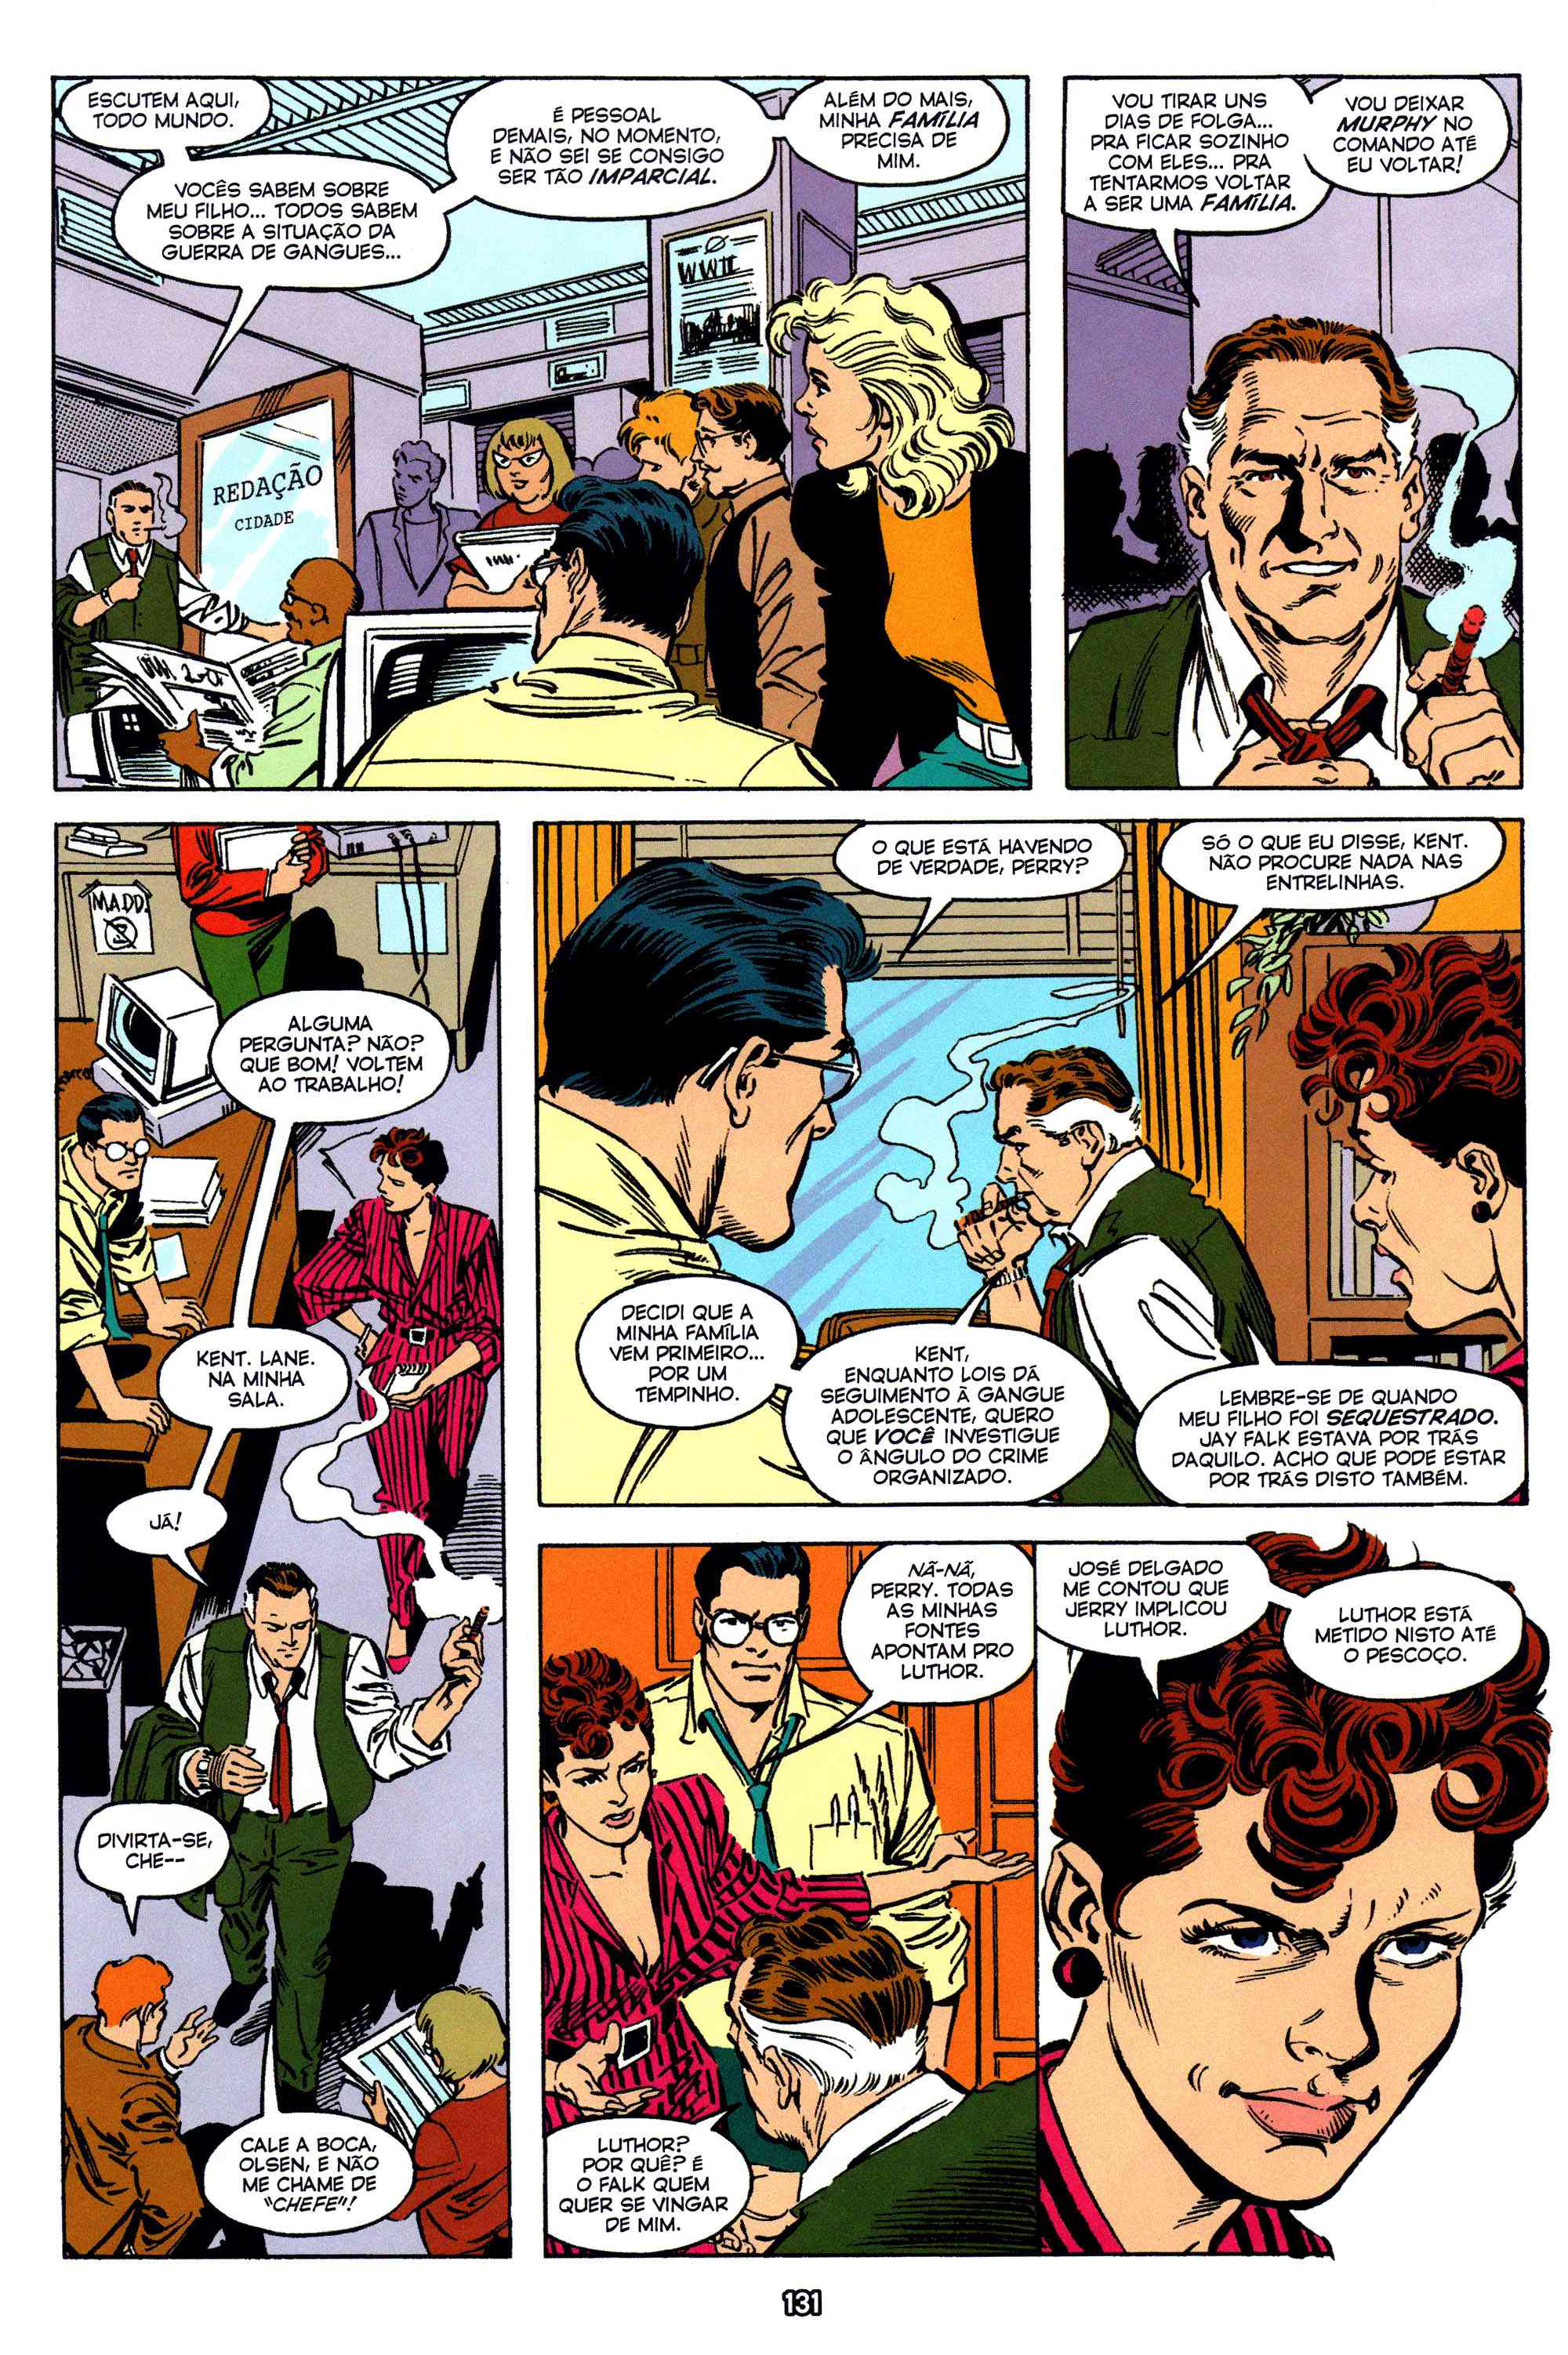 ESCUTEM AQUI,
TODO MUNDO.
VOCÊS SABEM SOBRE
MEU FILHO... TODOS SABEM
SOBRE A SITUAÇÃO DA
GUERRA DE GANGUES...
É PESSOAL
DEMAIS, NO MOMENTO,
E NÃO SEI SE CONSIGO
SER TÃO IMPARCIAL.
ALÉM DO MAIS,
MINHA FAMÍLIA
PRECISA DE
MIM.
WWII
REDAÇÃO
CIDADE
VOU TIRAR UNS
DIAS DE FOLGA...
PRA FICAR SOZINHO
COM ELES... PRA
TENTARMOS VOLTAR
A SER UMA FAMÍLIA.
VOU DEIXAR
MURPHY NO
COMANDO ATÉ
EU VOLTAR!
MADD.
ALGUMA
PERGUNTA? NÃO?
QUE BOM! VOLTEM
AO TRABALHO!
KENT. LANE.
NA MINHA
SALA.
JÁ!
DIVIRTA-SE,
CHE--
CALE A BOCA,
OLSEN, E NÃO
ME CHAME DE
"CHEFE"!
O QUE ESTÁ HAVENDO
DE VERDADE, PERRY?
SÓ O QUE EU DISSE, KENT.
NÃO PROCURE NADA NAS
ENTRELINHAS.
DECIDI QUE A
MINHA FAMÍLIA
VEM PRIMEIRO...
POR UM
TEMPINHO.
KENT,
ENQUANTO LOIS DÁ
SEGUIMENTO À GANGUE
ADOLESCENTE, QUERO
QUE VOCÊ INVESTIGUE
O ÂNGULO DO CRIME
ORGANIZADO.
LEMBRE-SE DE QUANDO
MEU FILHO FOI SEQUESTRADO.
JAY FALK ESTAVA POR TRÁS
DAQUILO. ACHO QUE PODE ESTAR
POR TRÁS DISTO TAMBÉM.
NÃ-NÃ,
PERRY. TODAS
AS MINHAS
FONTES
APONTAM PRO
LUTHOR.
LUTHOR?
POR QUÊ? É
O FALK QUEM
QUER SE VINGAR
DE MIM.
JOSÉ DELGADO
ME CONTOU QUE
JERRY IMPLICOU
LUTHOR.
LUTHOR ESTÁ
METIDO NISTO ATÉ
O PESCOÇO.
131